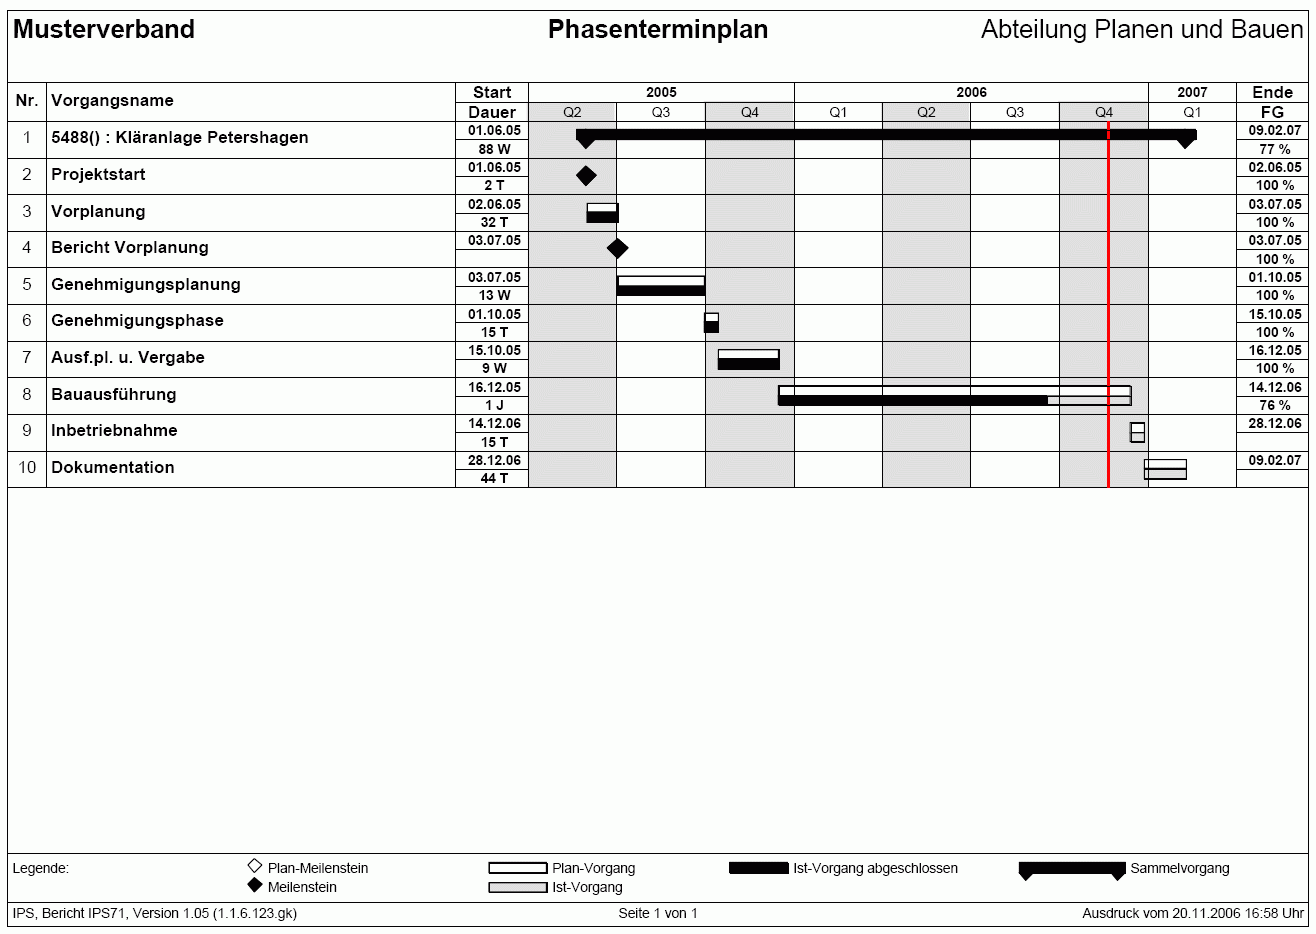 Musterverband Phasenterminplan Abteilung Planen und Bauen
Nr. Vorgangsname Start 2005 2006 2007 Ende
Dauer Q2 Q3 Q4 Q1 Q2 Q3 Q4 Q1 FG
1 5488() : Kläranlage Petershagen 01.06.05 09.02.07
88 W 77 %
2 Projektstart 01.06.05 02.06.05
2 T 100 %
3 Vorplanung 02.06.05 03.07.05
32 T 100 %
4 Bericht Vorplanung 03.07.05 03.07.05
100 %
5 Genehmigungsplanung 03.07.05 01.10.05
13 W 100 %
6 Genehmigungsphase 01.10.05 15.10.05
15 T 100 %
7 Ausf.pl. u. Vergabe 15.10.05 16.12.05
9 W 100 %
8 Bauausführung 16.12.05 14.12.06
1 J 76 %
9 Inbetriebnahme 14.12.06 28.12.06
15 T
10 Dokumentation 28.12.06 09.02.07
44 T
Legende: Plan-Meilenstein Plan-Vorgang Ist-Vorgang abgeschlossen Sammelvorgang
Meilenstein Ist-Vorgang
IPS, Bericht IPS71, Version 1.05 (1.1.6.123.gk) Seite 1 von 1 Ausdruck vom 20.11.2006 16:58 Uhr